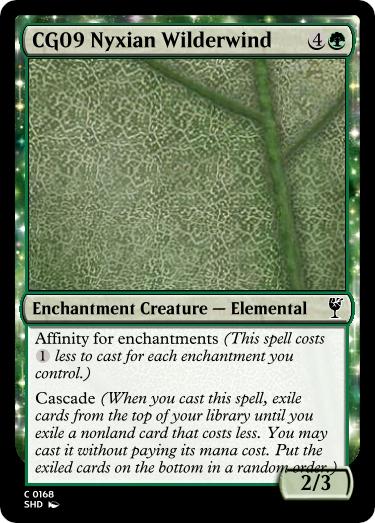 CG09 Nyxian Wilderwind 4
Enchantment Creature — Elemental
Affinity for enchantments (This spell costs
1 less to cast for each enchantment you
control.)
Cascade (When you cast this spell, exile
cards from the top of your library until you
exile a nonland card that costs less. You may
cast it without paying its mana cost. Put the
exiled cards on the bottom in a random order.)
2/3
C 0168
SHD